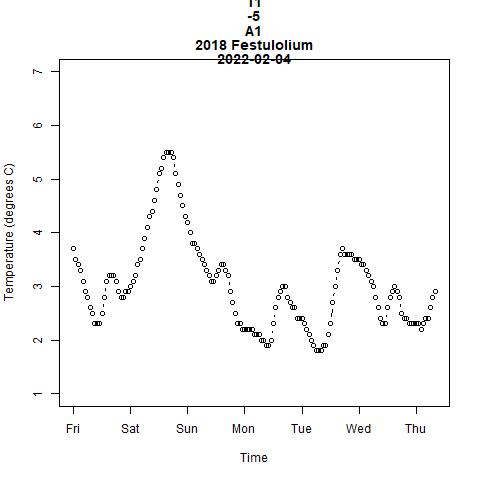 T1
-5
A1
2018 Festulolium
2022-02-04
Temperature (degrees C)
7
6
5
4
3
2
1
Fri Sat Sun Mon Tue Wed Thu
Time